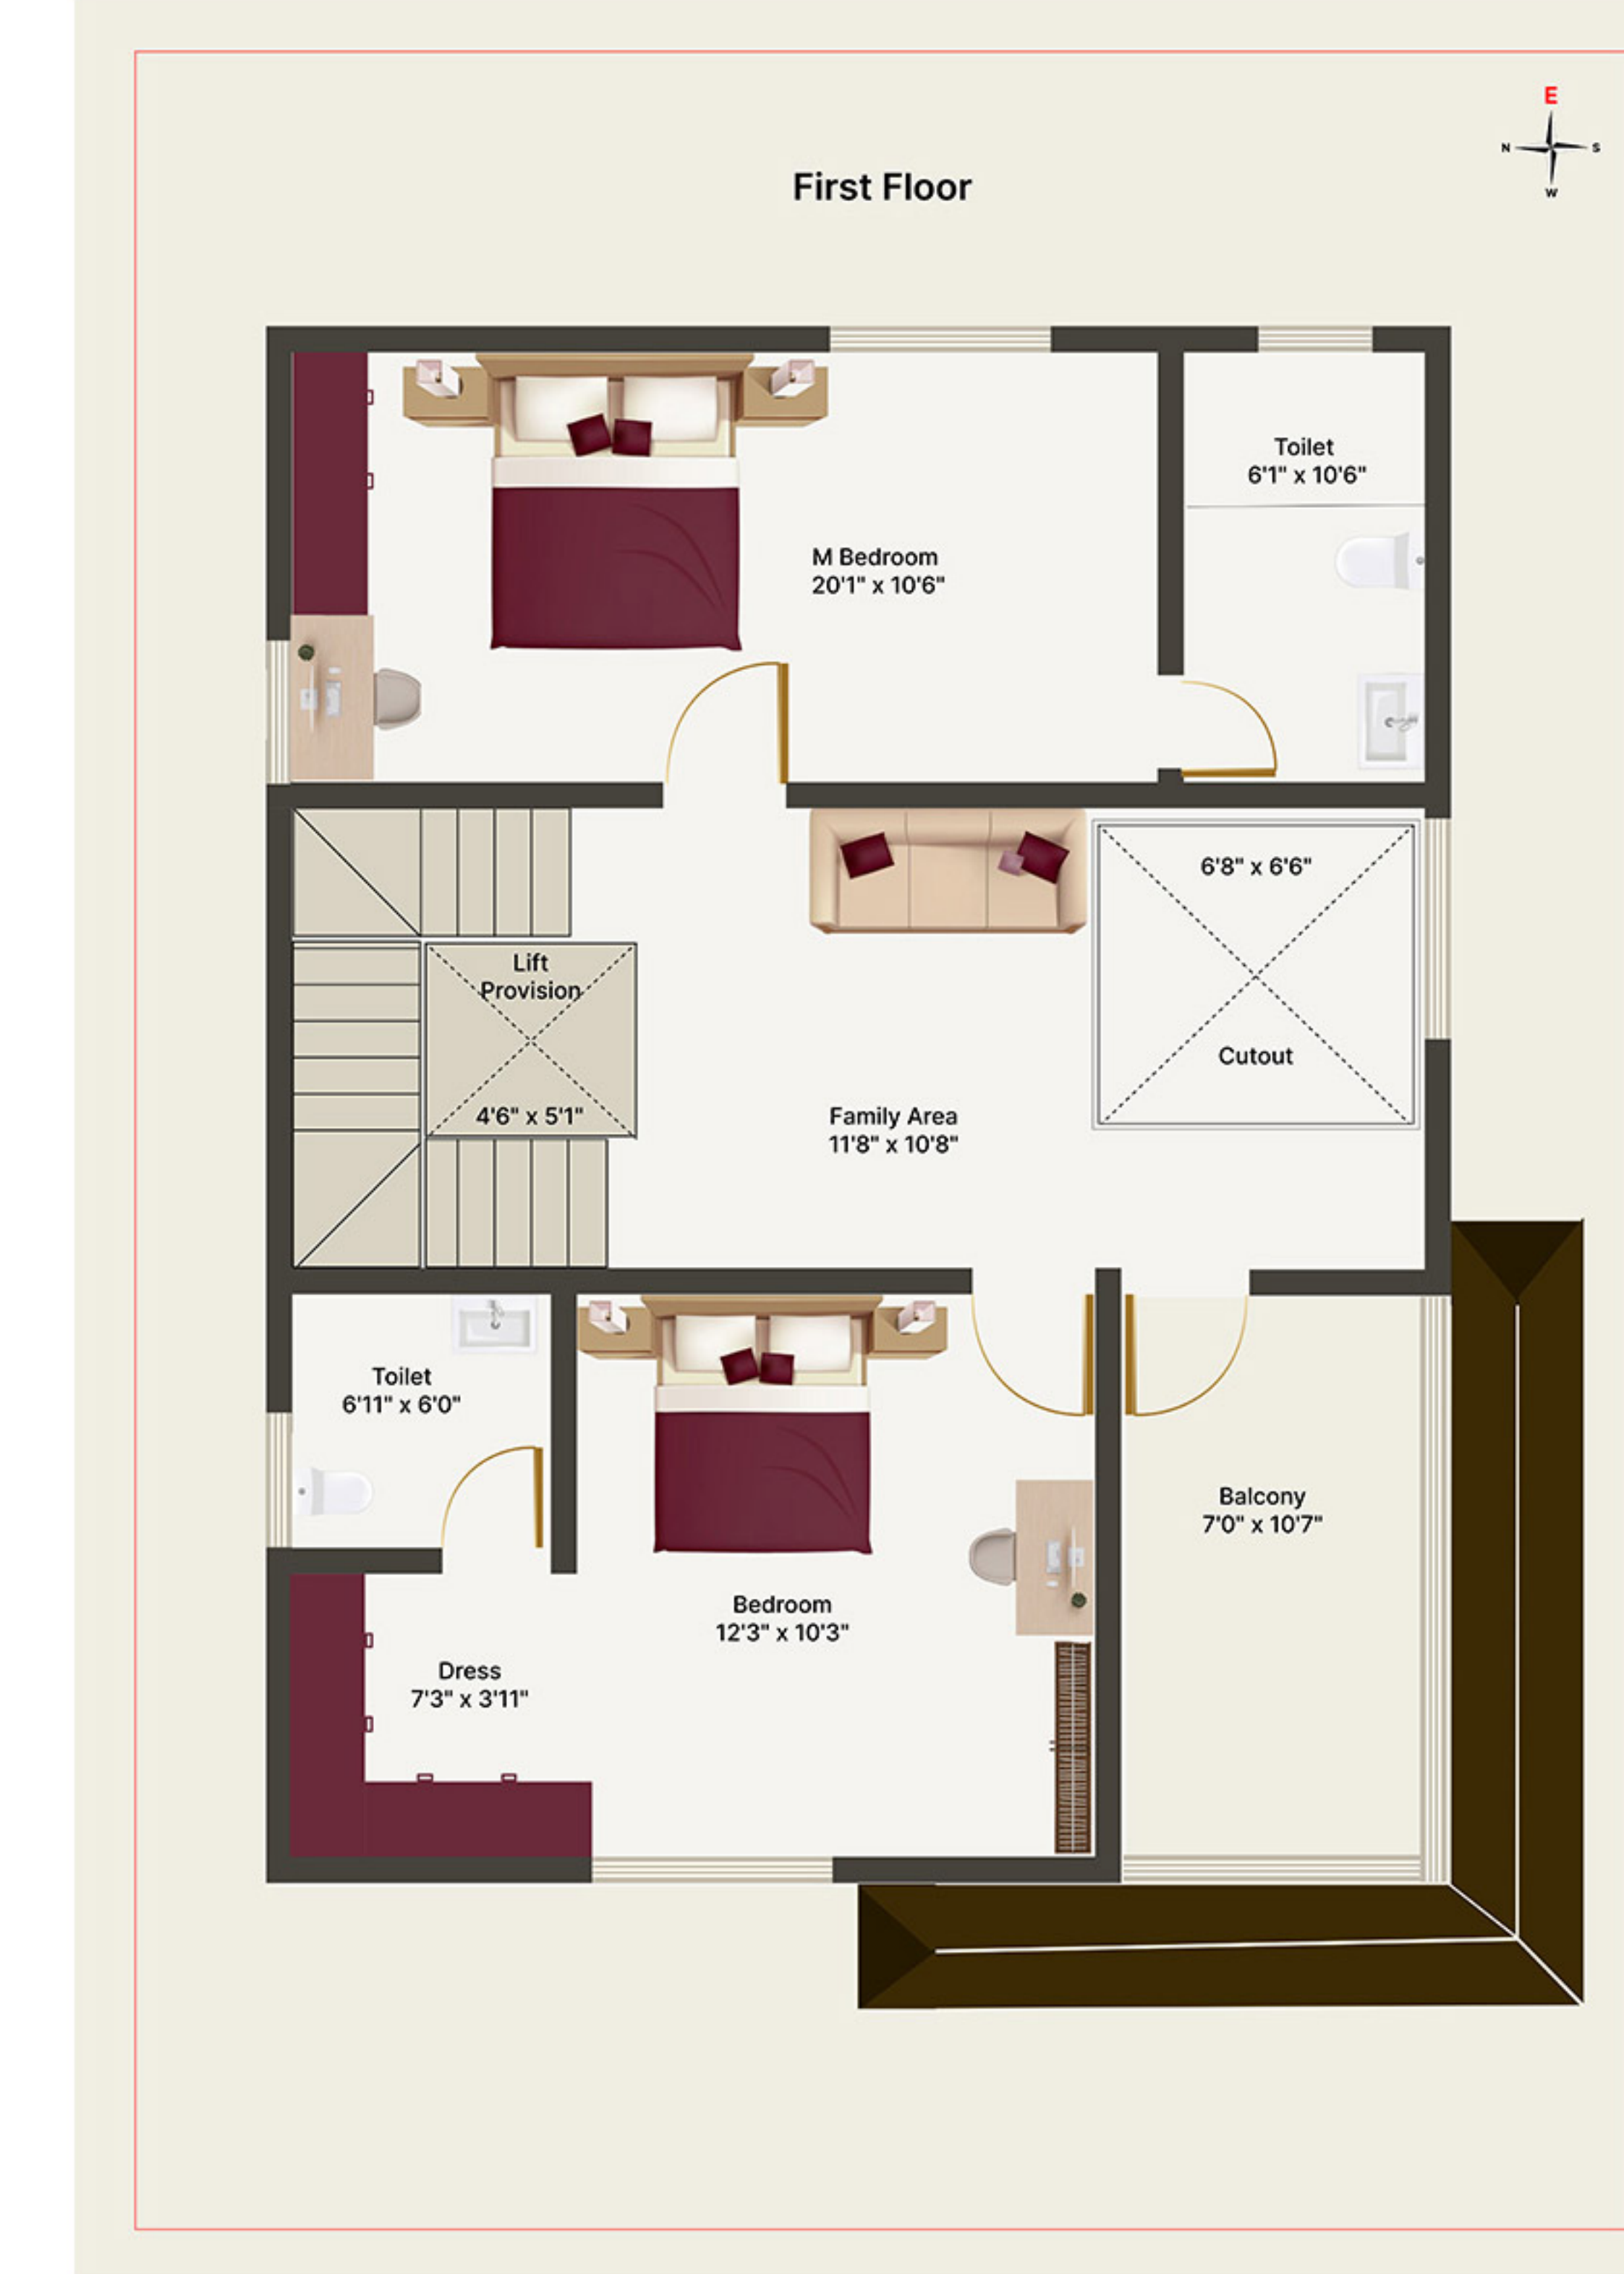 E
N
S
W
First Floor
Toilet
6'1" x 10'6"
M Bedroom
20'1" x 10'6"
6'8" x 6'6"
Cutout
Lift
Provision
4'6" x 5'1"
Family Area
11'8" x 10'8"
Toilet
6'11" x 6'0"
Balcony
7'0" x 10'7"
Bedroom
12'3" x 10'3"
Dress
7'3" x 3'11"